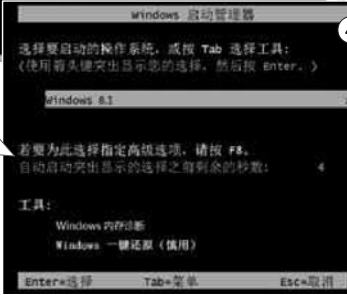 Windows 启动管理器
选择要启动的操作系统，或按 Tab 选择工具：
（使用箭头键突出显示您的选择，然后按 Enter。）
Windows 8.1
若要为此选择指定高级选项，请按 F8。
自动启动突出显示的选择之前剩余的秒数： 4
工具：
Windows 内存诊断
Windows 一键还原（慎用）
Enter=选择 Tab=菜单 Esc=取消